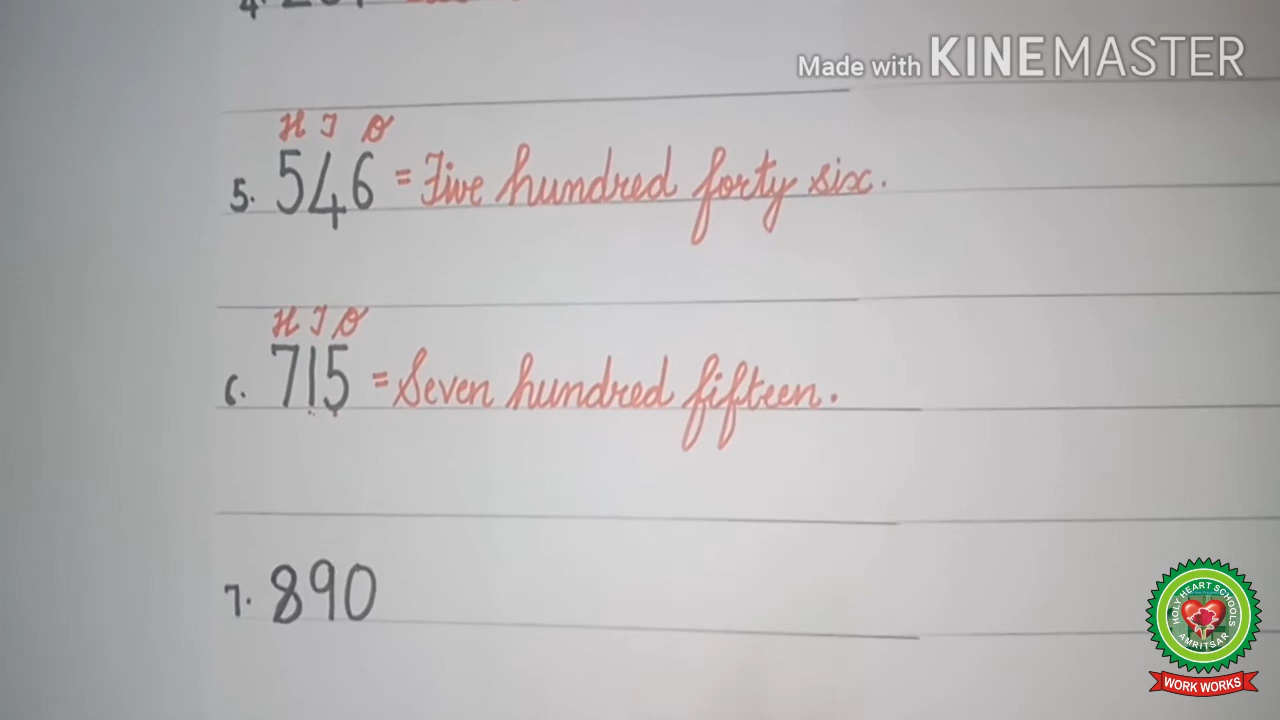 Made with KINEMASTER
H T O
5. 546 = Five hundred forty six.
H T O
6. 715 = Seven hundred fifteen.
7. 890
HOLY HEART SCHOOLS
AMRITSAR
WORK WORKS